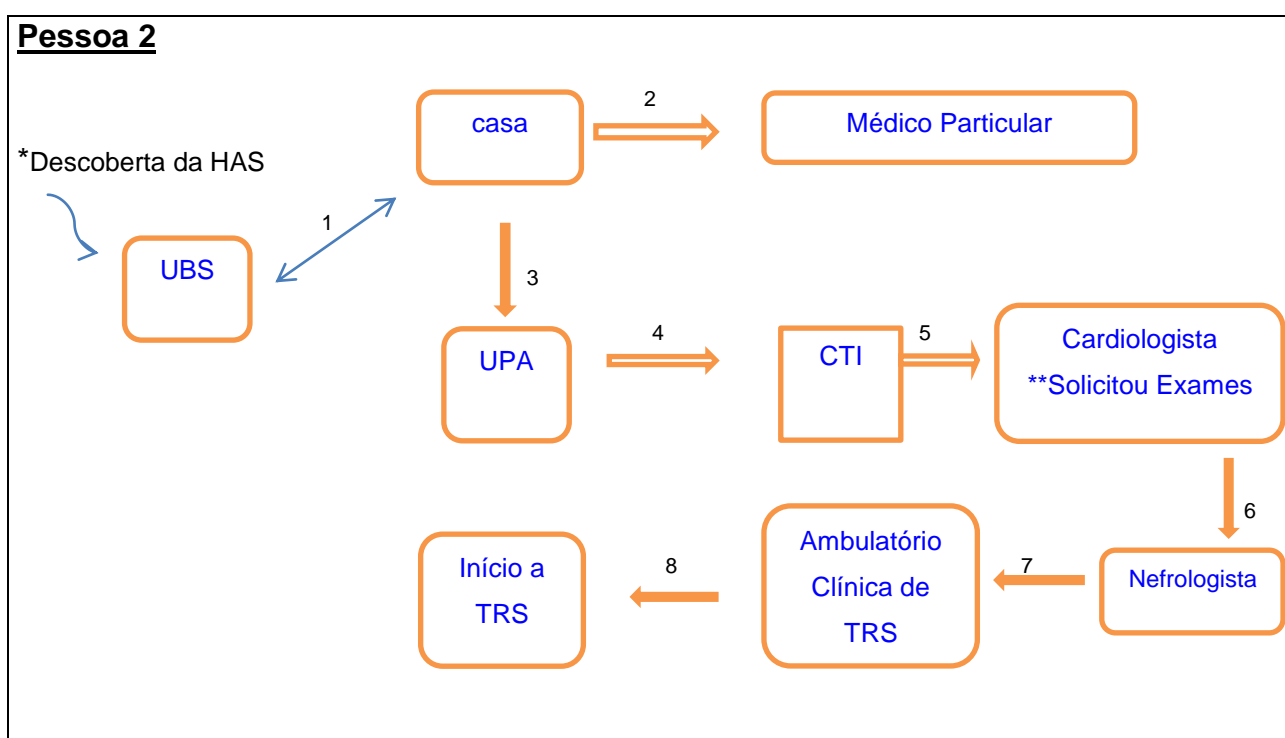 Pessoa 2
casa
2
Médico Particular
*Descoberta da HAS
1
UBS
3
UPA
4
CTI
5
Cardiologista
**Solicitou Exames
6
Nefrologista
7
Ambulatório
Clínica de
TRS
8
Início a
TRS